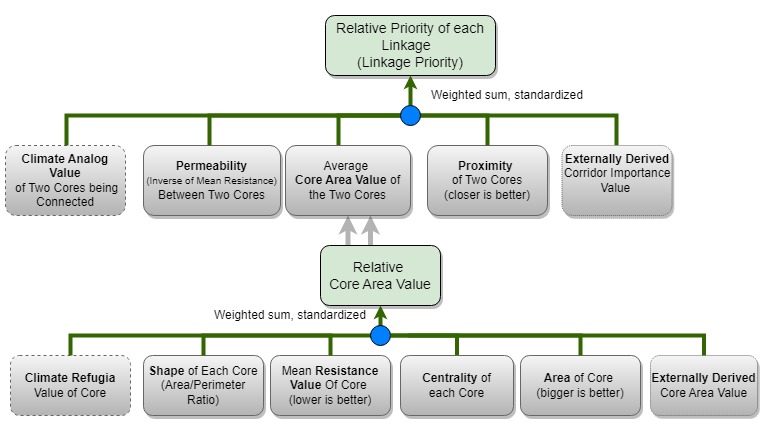 Relative Priority of each
Linkage
(Linkage Priority)
Weighted sum, standardized
Climate Analog
Value
of Two Cores being
Connected
Permeability
(Inverse of Mean Resistance)
Between Two Cores
Average
Core Area Value of
the Two Cores
Proximity
of Two Cores
(closer is better)
Externally Derived
Corridor Importance
Value
Relative
Core Area Value
Weighted sum, standardized
Climate Refugia
Value of Core
Shape of Each Core
(Area/Perimeter
Ratio)
Mean Resistance
Value Of Core
(lower is better)
Centrality of
each Core
Area of Core
(bigger is better)
Externally Derived
Core Area Value